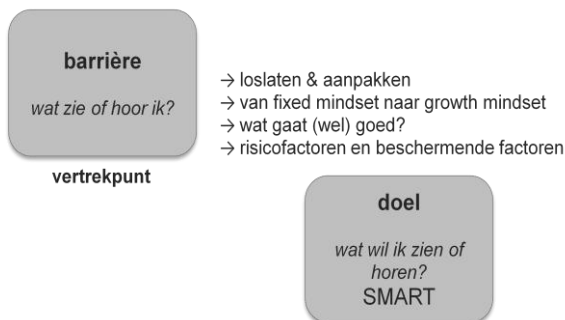 barrière
wat zie of hoor ik?
vertrekpunt
→ loslaten & aanpakken
→ van fixed mindset naar growth mindset
→ wat gaat (wel) goed?
→ risicofactoren en beschermende factoren
doel
wat wil ik zien of
horen?
SMART